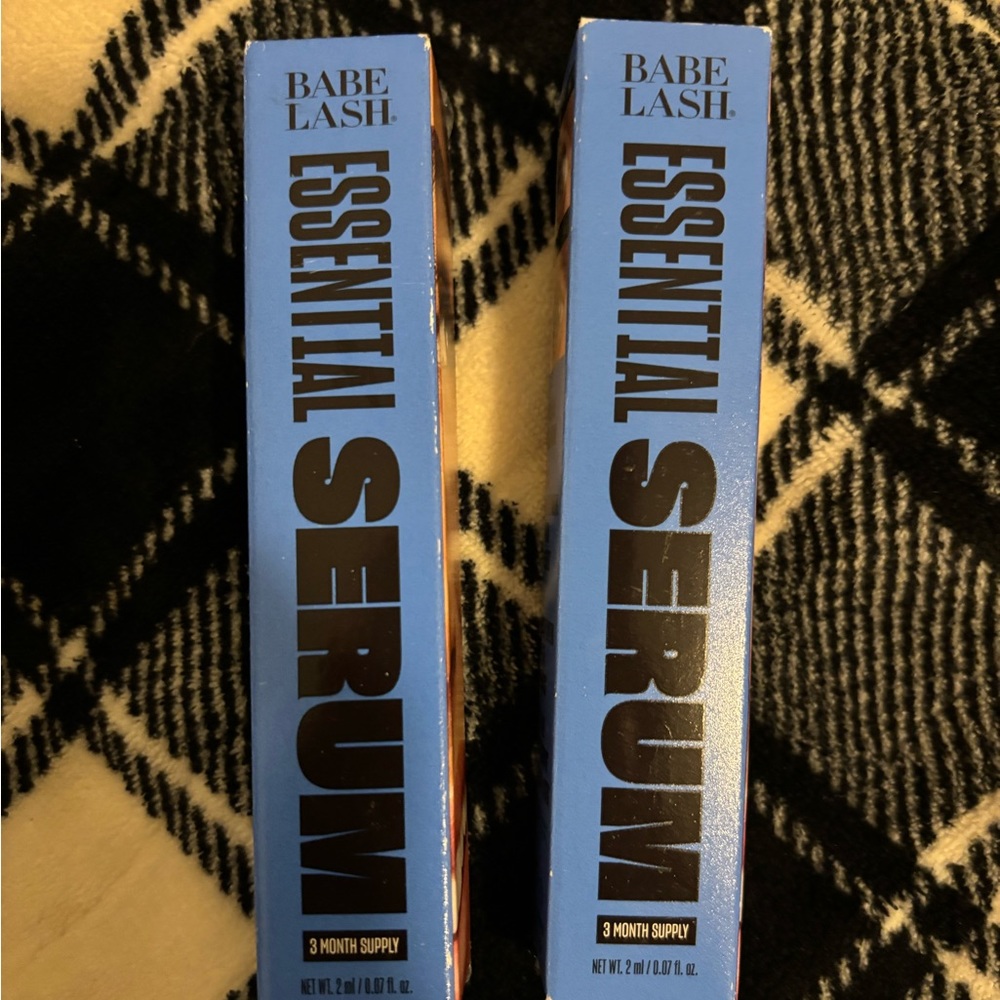 BABE
LASH®
ESSENTIAL
SERUM
3 MONTH SUPPLY
NET WT. 2 ml / 0.07 fl. oz.
BABE
LASH®
ESSENTIAL
SERUM
3 MONTH SUPPLY
NET WT. 2 ml / 0.07 fl. oz.